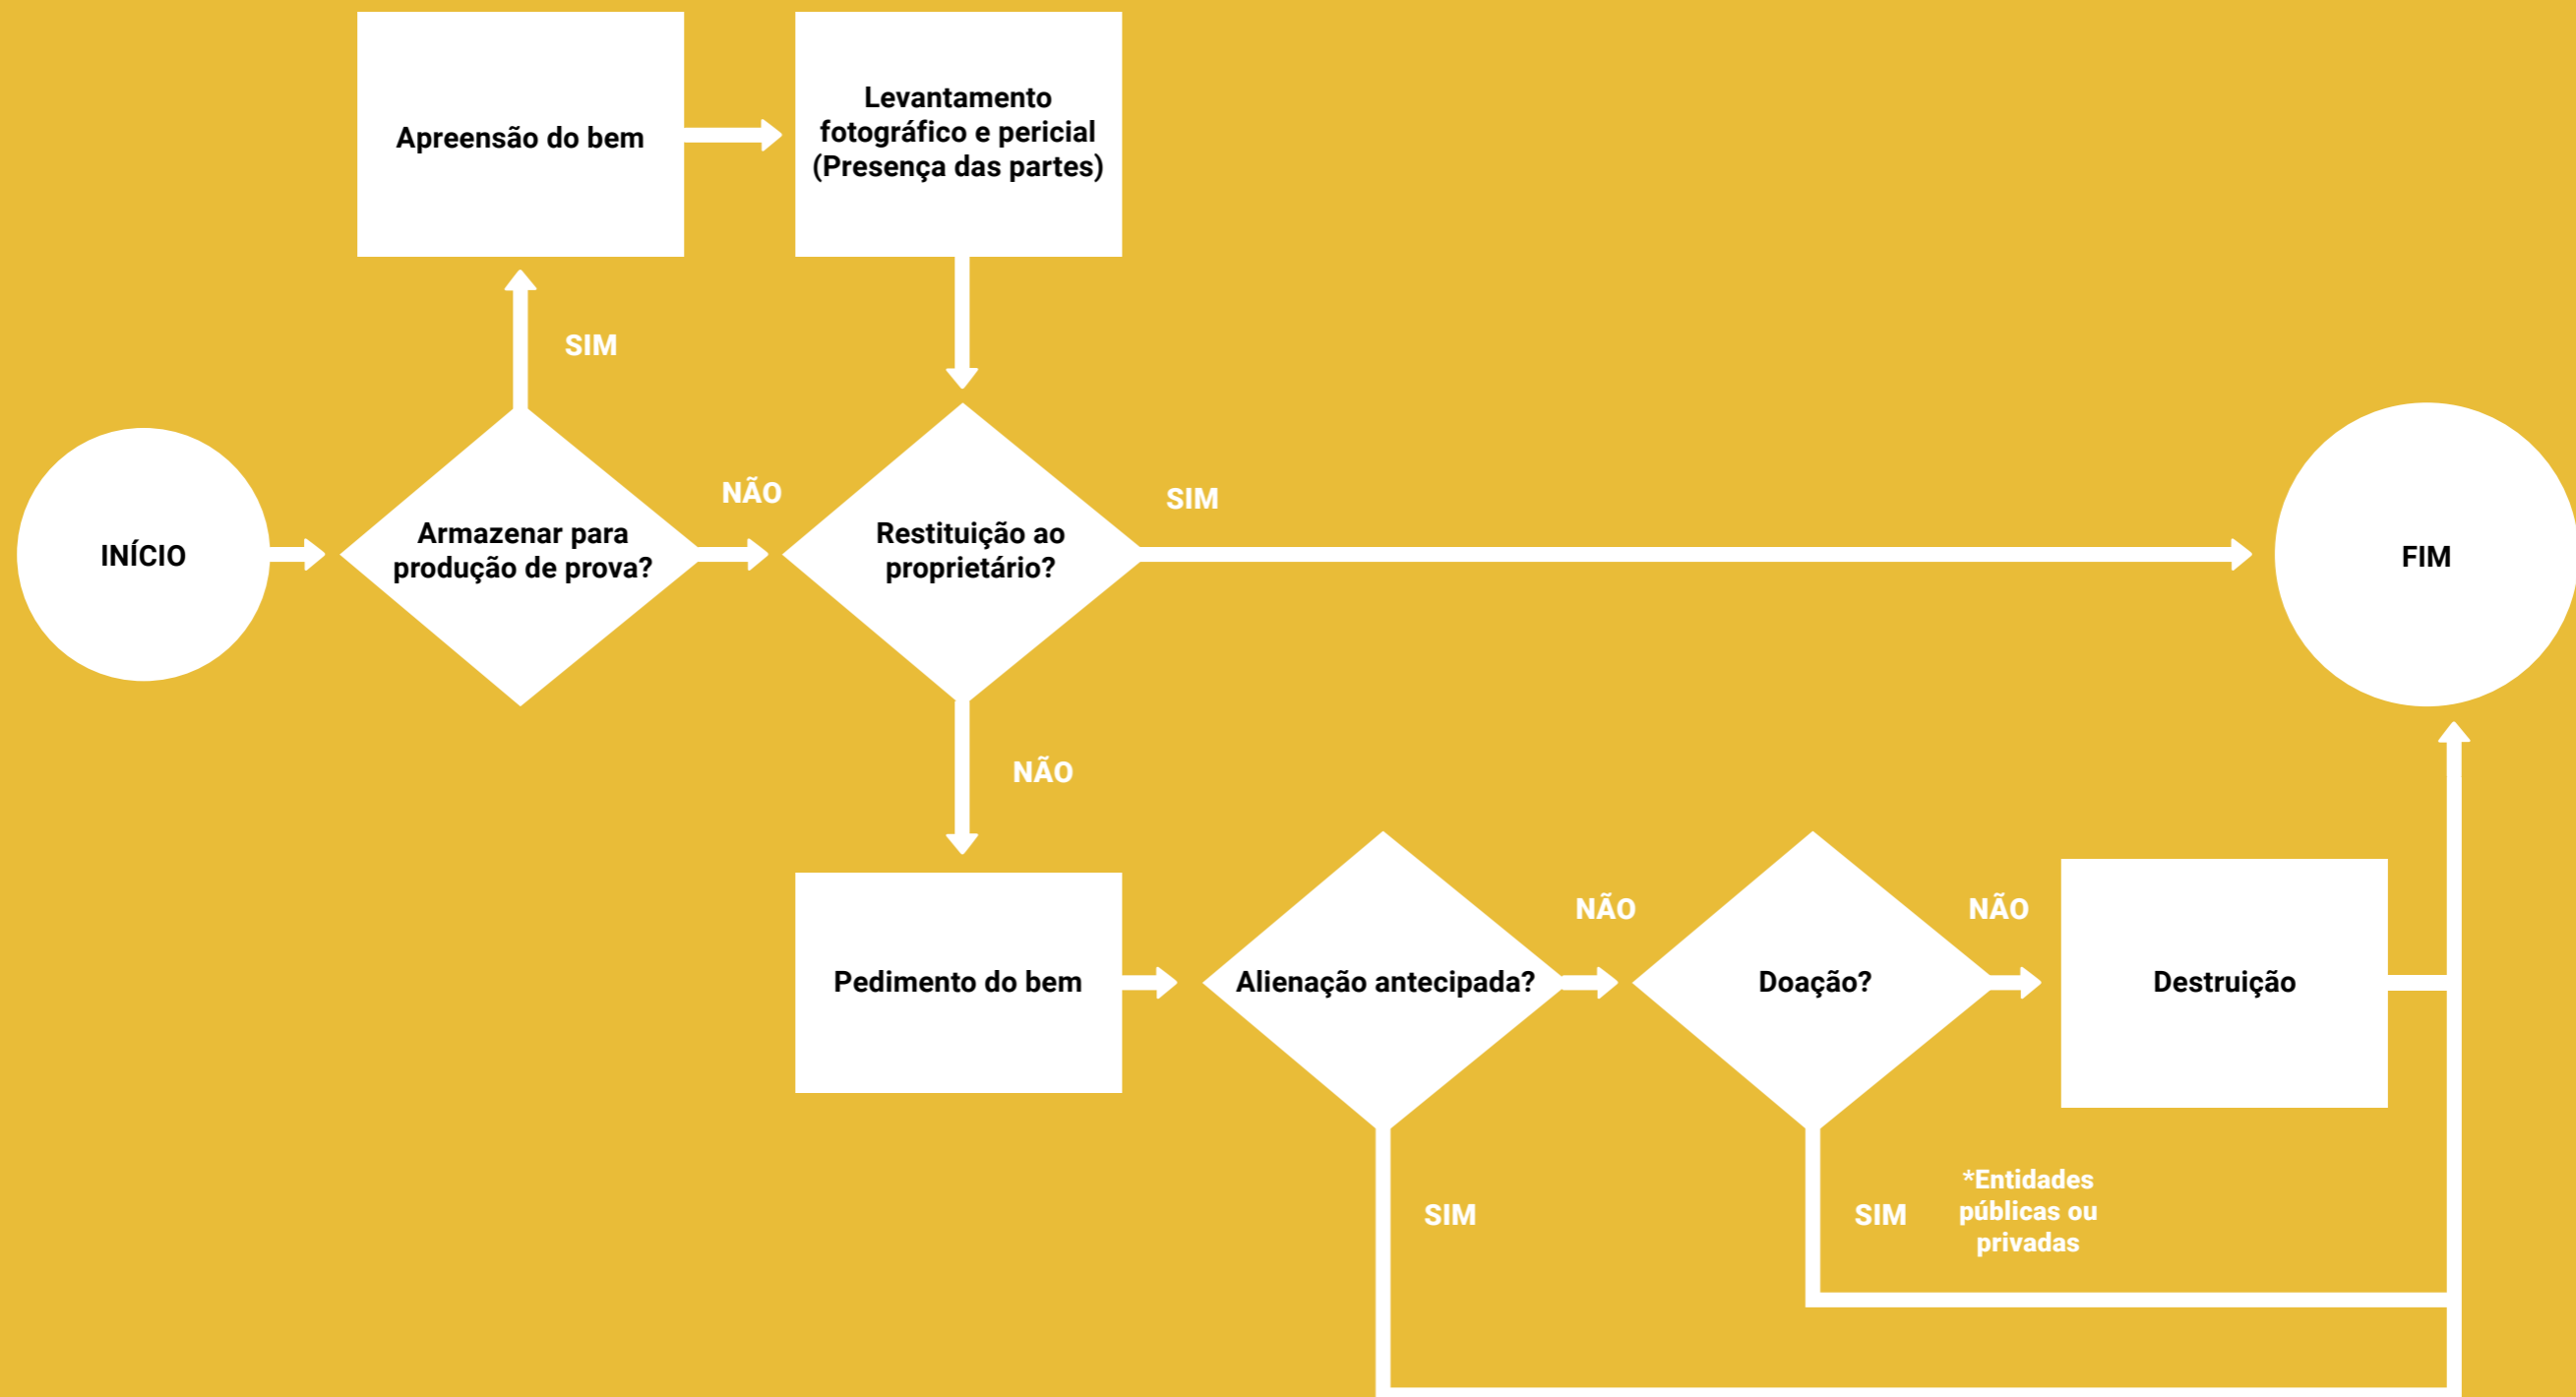 Apreensão do bem
Levantamento
fotográfico e pericial
(Presença das partes)
SIM
INÍCIO
Armazenar para
produção de prova?
NÃO
Restituição ao
proprietário?
SIM
FIM
NÃO
Pedimento do bem
Alienação antecipada?
NÃO
Doação?
NÃO
Destruição
SIM
SIM
*Entidades
públicas ou
privadas